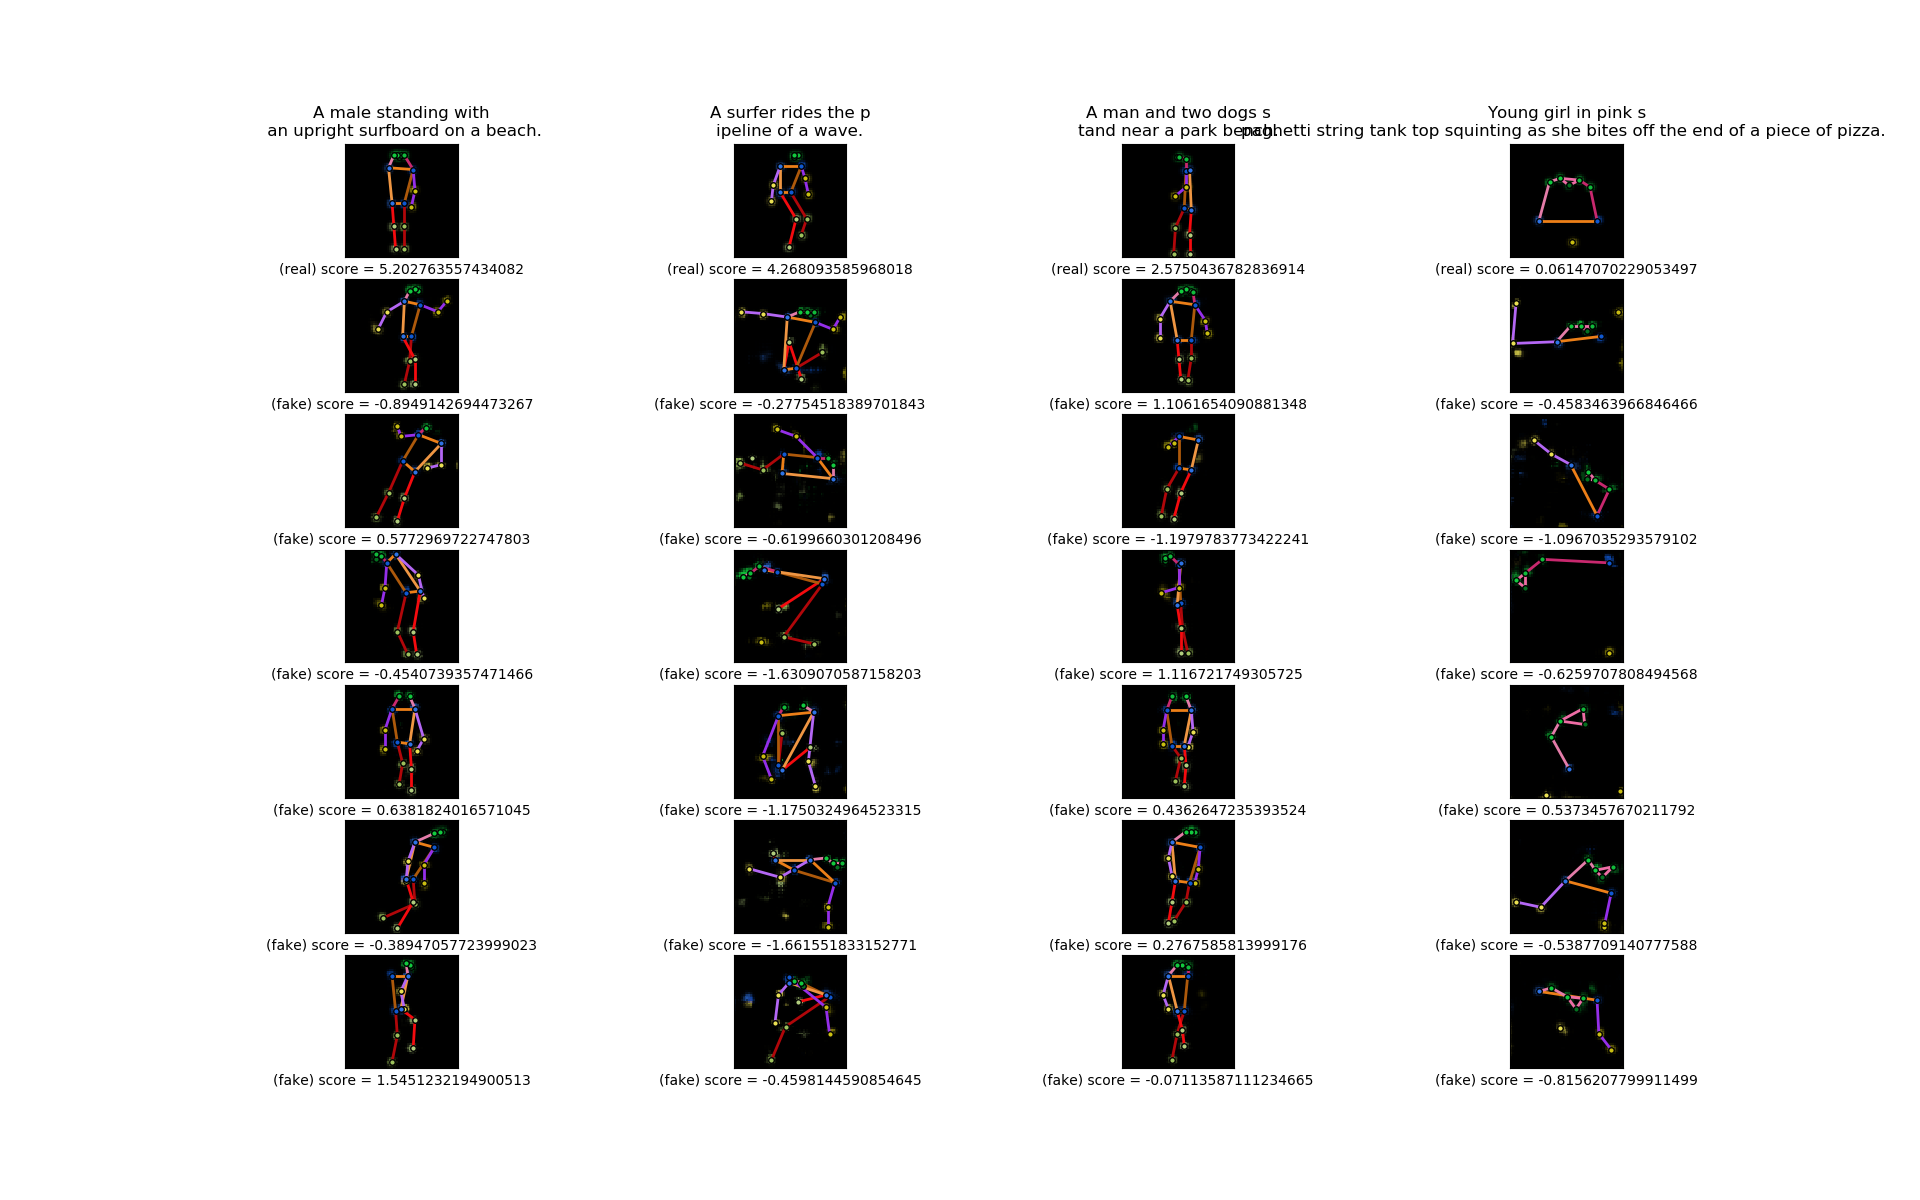 A male standing with
an upright surfboard on a beach.
A surfer rides the p
ipeline of a wave.
A man and two dogs s
tand near a park bench.
Young girl in pink s
paghetti string tank top squinting as she bites off the end of a piece of pizza.
(real) score = 5.202763557434082
(real) score = 4.268093585968018
(real) score = 2.5750436782836914
(real) score = 0.06147070229053497
(fake) score = -0.8949142694473267
(fake) score = -0.27754518389701843
(fake) score = 1.1061654090881348
(fake) score = -0.4583463966846466
(fake) score = 0.5772969722747803
(fake) score = -0.6199660301208496
(fake) score = -1.1979783773422241
(fake) score = -1.0967035293579102
(fake) score = -0.4540739357471466
(fake) score = -1.6309070587158203
(fake) score = 1.116721749305725
(fake) score = -0.6259707808494568
(fake) score = 0.6381824016571045
(fake) score = -1.1750324964523315
(fake) score = 0.4362647235393524
(fake) score = 0.5373457670211792
(fake) score = -0.38947057723999023
(fake) score = -1.661551833152771
(fake) score = 0.2767585813999176
(fake) score = -0.5387709140777588
(fake) score = 1.5451232194900513
(fake) score = -0.4598144590854645
(fake) score = -0.07113587111234665
(fake) score = -0.8156207799911499